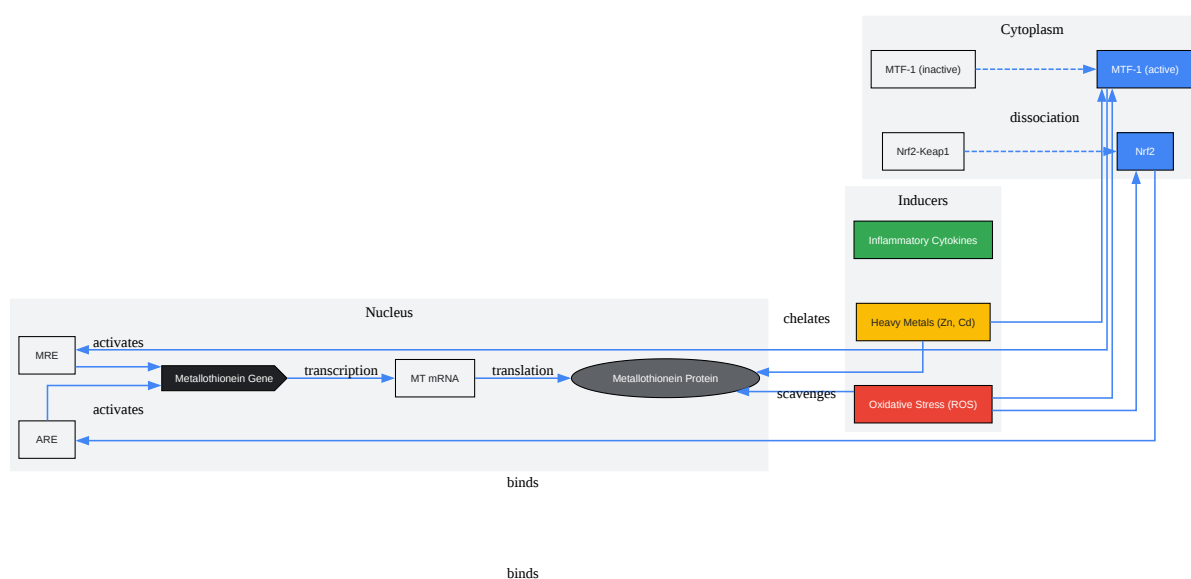 Cytoplasm
MTF-1 (inactive)
MTF-1 (active)
dissociation
Nrf2-Keap1
Nrf2
Inducers
Inflammatory Cytokines
Heavy Metals (Zn, Cd)
Oxidative Stress (ROS)
chelates
scavenges
Nucleus
MRE
activates
Metallothionein Gene
transcription
MT mRNA
translation
Metallothionein Protein
activates
ARE
binds
binds